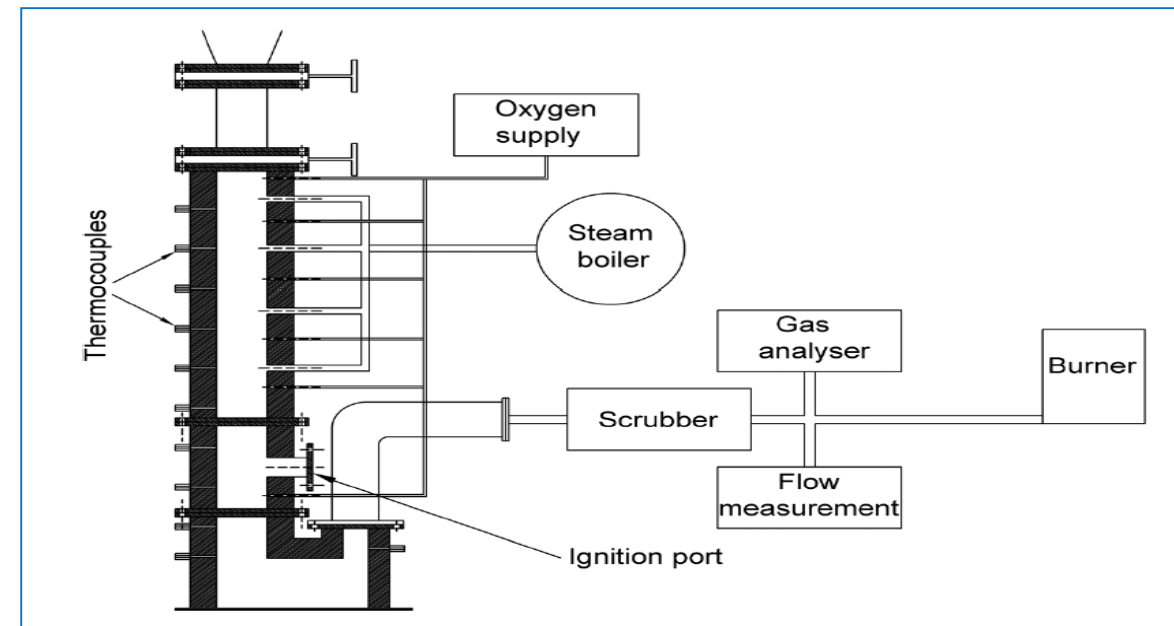 Oxygen
supply
Thermocouples
Steam
boiler
Gas
analyser
Burner
Scrubber
Flow
measurement
Ignition port